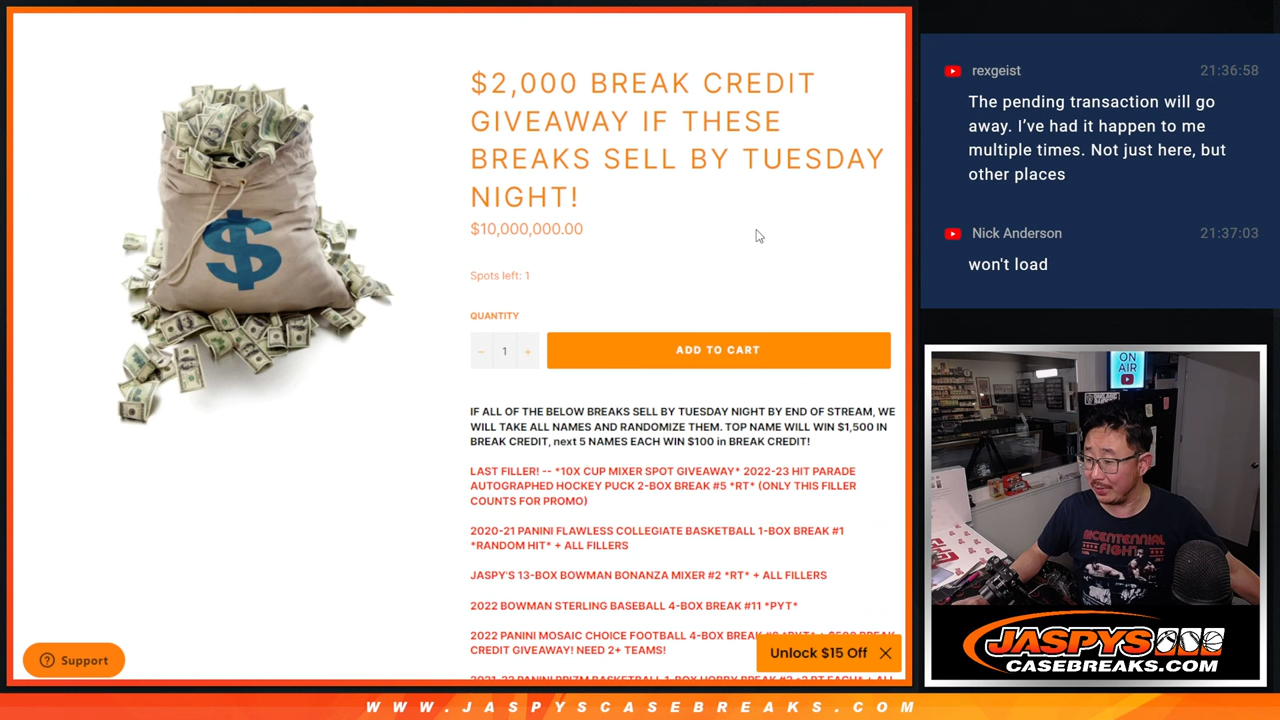 $2,000 BREAK CREDIT
GIVEAWAY IF THESE
BREAKS SELL BY TUESDAY
NIGHT!
$10,000,000.00
Spots left: 1
QUANTITY
− 1 +
ADD TO CART
IF ALL OF THE BELOW BREAKS SELL BY TUESDAY NIGHT BY END OF STREAM, WE
WILL TAKE ALL NAMES AND RANDOMIZE THEM. TOP NAME WILL WIN $1,500 IN
BREAK CREDIT, next 5 NAMES EACH WIN $100 in BREAK CREDIT!
LAST FILLER! -- *10X CUP MIXER SPOT GIVEAWAY* 2022-23 HIT PARADE
AUTOGRAPHED HOCKEY PUCK 2-BOX BREAK #5 *RT* (ONLY THIS FILLER
COUNTS FOR PROMO)
2020-21 PANINI FLAWLESS COLLEGIATE BASKETBALL 1-BOX BREAK #1
*RANDOM HIT* + ALL FILLERS
JASPY'S 13-BOX BOWMAN BONANZA MIXER #2 *RT* + ALL FILLERS
2022 BOWMAN STERLING BASEBALL 4-BOX BREAK #11 *PYT*
2022 PANINI MOSAIC CHOICE FOOTBALL 4-BOX BREAK
CREDIT GIVEAWAY! NEED 2+ TEAMS!
Support
Unlock $15 Off
$
rexgeist 21:36:58
The pending transaction will go
away. I've had it happen to me
multiple times. Not just here, but
other places
Nick Anderson 21:37:03
won't load
ON
AIR
BICENTENNIAL
FIGHT
JASPYS
CASEBREAKS.COM
WWW.JASPYSCASEBREAKS.COM